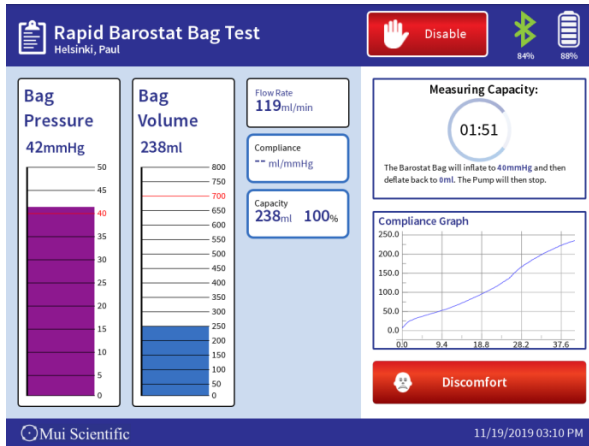 Rapid Barostat Bag Test
Helsinki, Paul
Disable
84%
88%
Bag
Pressure
42mmHg
50
45
40
35
30
25
20
15
10
5
0
Bag
Volume
238ml
800
750
700
650
600
550
500
450
400
350
300
250
200
150
100
50
0
Flow Rate
119ml/min
Compliance
-- ml/mmHg
Capacity
238ml 100%
Measuring Capacity:
01:51
The Barostat Bag will inflate to 40mmHg and then
deflate back to 0ml. The Pump will then stop.
Compliance Graph
250.0
200.0
150.0
100.0
50.0
0.0
0.0 9.4 18.8 28.2 37.6
Discomfort
Mui Scientific
11/19/2019 03:10 PM